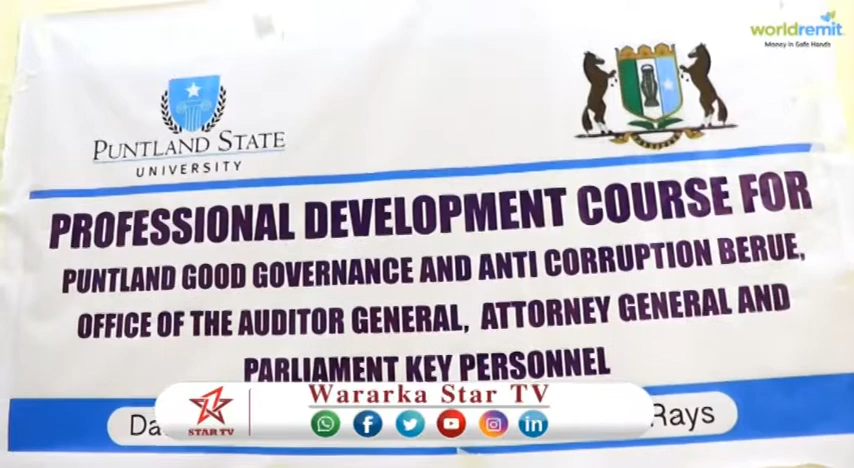 worldremit
Money in Safe Hands
PUNTLAND STATE
UNIVERSITY
PROFESSIONAL DEVELOPMENT COURSE FOR
PUNTLAND GOOD GOVERNANCE AND ANTI CORRUPTION BERUE,
OFFICE OF THE AUDITOR GENERAL, ATTORNEY GENERAL AND
PARLIAMENT KEY PERSONNEL
Wararka Star TV
STAR TV
Da
Rays